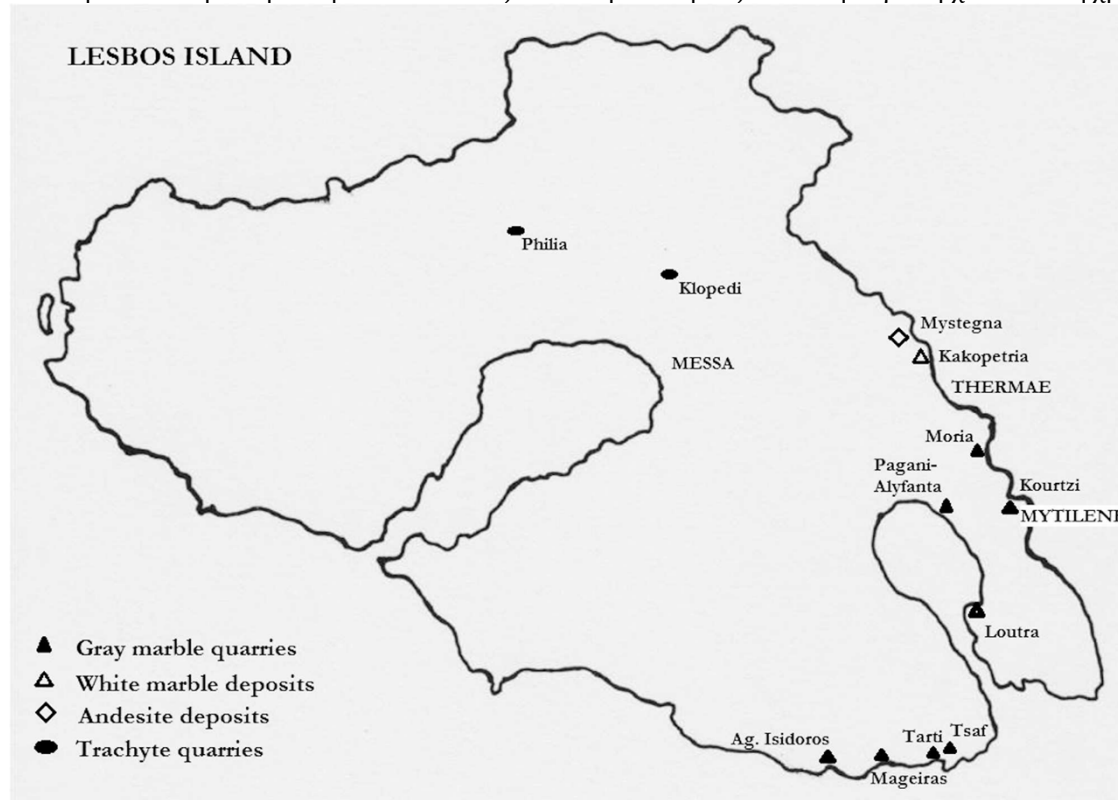 LESBOS ISLAND
Philia
Klopedi
Mystegna
MESSA
Kakopetria
THERMAE
Moria
Pagani-
Alyfanta
Kourtzi
MYTILENE
Loutra
Gray marble quarries
White marble deposits
Andesite deposits
Trachyte quarries
Ag. Isidoros
Tarti
Tsaf
Mageiras